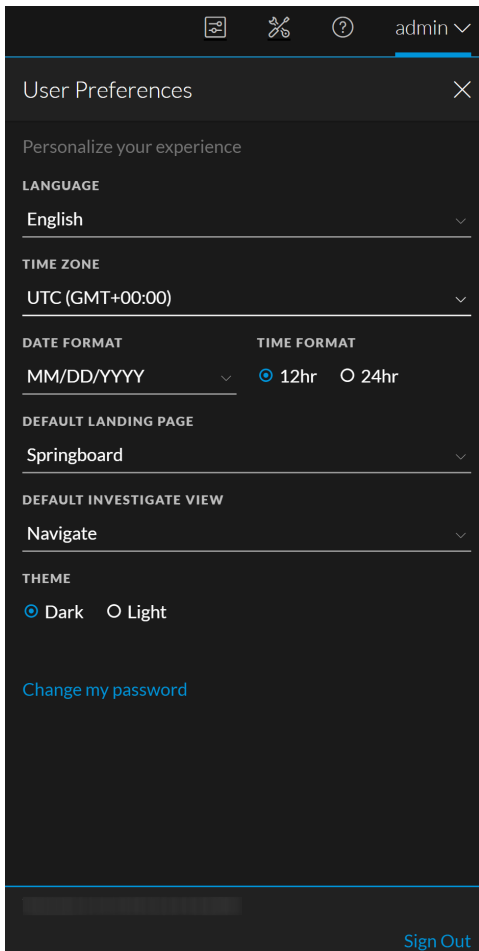 admin
User Preferences
Personalize your experience
LANGUAGE
English
TIME ZONE
UTC (GMT+00:00)
DATE FORMAT
TIME FORMAT
MM/DD/YYYY
12hr
24hr
DEFAULT LANDING PAGE
Springboard
DEFAULT INVESTIGATE VIEW
Navigate
THEME
Dark
Light
Change my password
Sign Out